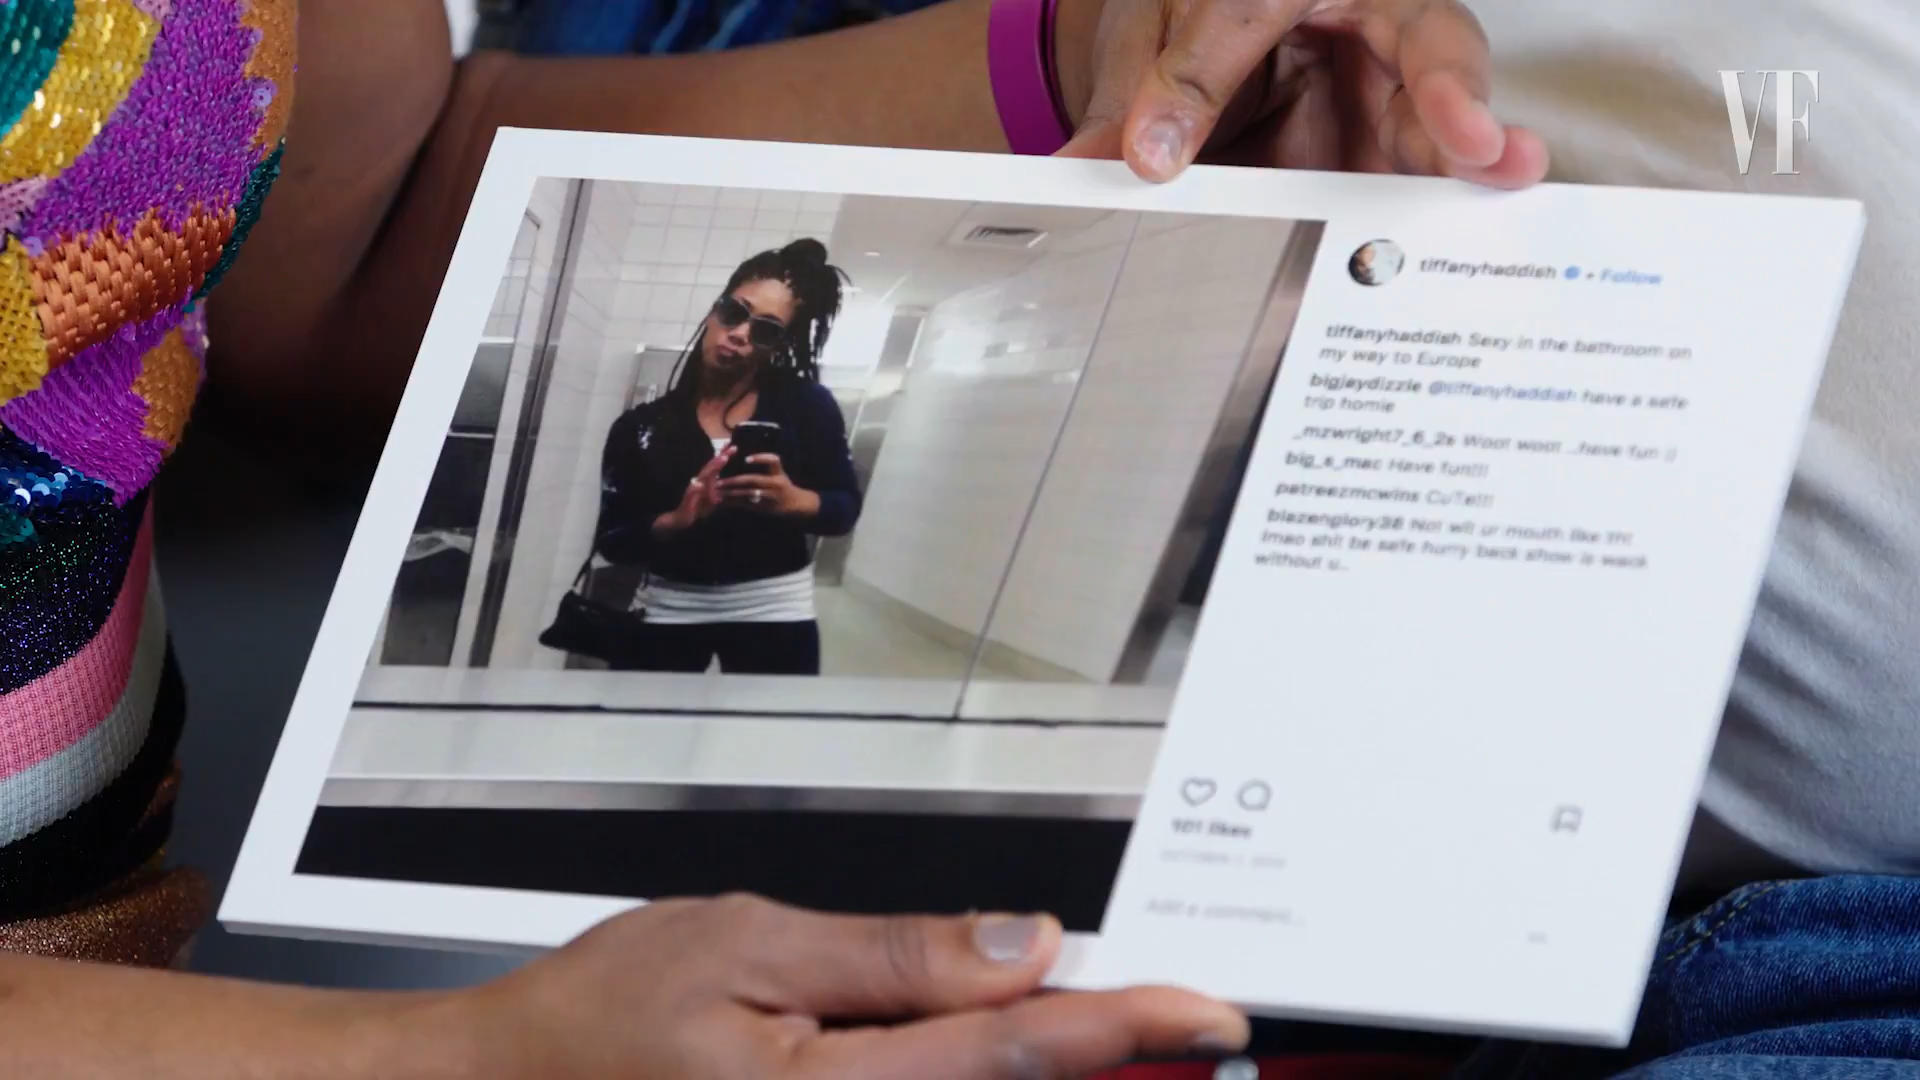 VF
tiffanyhaddish • Follow
tiffanyhaddish Sexy in the bathroom on
my way to Europe
bigjaydizzle @tiffanyhaddish have a safe
trip homie
_mzwright7_6_2s Woot woot ...have fun :)
big_s_mac Have fun!!!
patreezmcwins CuTe!!!
blazenglory38 Not wit ur mouth like tht
lmao shit be safe hurry back show is wack
without u..
101 likes
Add a comment...